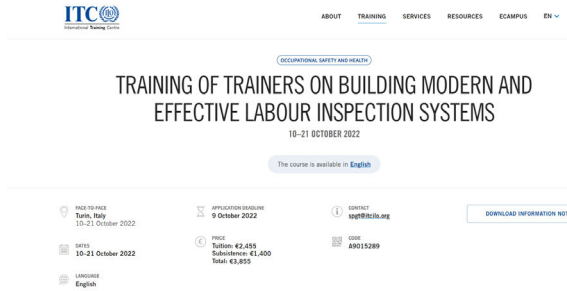 ITC
International Training Centre
ABOUT TRAINING SERVICES RESOURCES ECAMPUS EN
OCCUPATIONAL SAFETY AND HEALTH
TRAINING OF TRAINERS ON BUILDING MODERN AND
EFFECTIVE LABOUR INSPECTION SYSTEMS
10–21 OCTOBER 2022
The course is available in English
FACE-TO-FACE
Turin, Italy
10–21 October 2022
DATES
10–21 October 2022
LANGUAGE
English
APPLICATION DEADLINE
9 October 2022
PRICE
Tuition: €2,455
Subsistence: €1,400
Total: €3,855
CONTACT
spgt@itcilo.org
CODE
A9015289
DOWNLOAD INFORMATION NOT